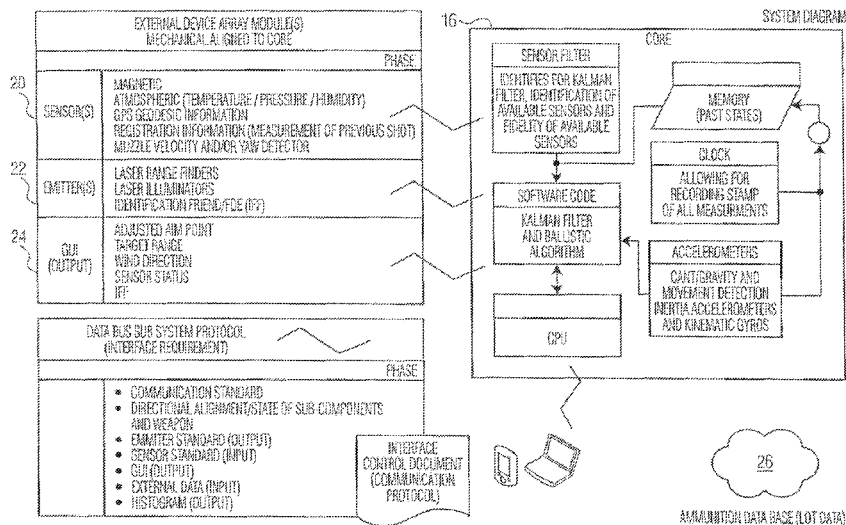 EXTERNAL DEVICE ARRAY MODULE(S)
MECHANICAL ALIGNED TO CORE
PHASE
20
SENSOR(S)
MAGNETIC
ATMOSPHERIC (TEMPERATURE / PRESSURE / HUMIDITY)
GPS GEODESIC INFORMATION
REGISTRATION INFORMATION (MEASUREMENT OF PREVIOUS SHOT)
MUZZLE VELOCITY AND/OR YAW DETECTOR
22
EMITTER(S)
LASER RANGE FINDERS
LASER ILLUMINATORS
IDENTIFICATION FRIEND/FOE (IFF)
24
GUI
(OUTPUT)
ADJUSTED AIM POINT
TARGET RANGE
WIND DIRECTION
SENSOR STATUS
IFF
DATA BUS SUB SYSTEM PROTOCOL
(INTERFACE REQUIREMENT)
PHASE
• COMMUNICATION STANDARD
• DIRECTIONAL ALIGNMENT/STATE OF SUB-COMPONENTS
AND WEAPON
• EMMITER STANDARD (OUTPUT)
• SENSOR STANDARD (INPUT)
• GUI (OUTPUT)
• EXTERNAL DATA (INPUT)
• HISTOGRAM (OUTPUT)
INTERFACE
CONTROL DOCUMENT
(COMMUNICATION
PROTOCOL)
SYSTEM DIAGRAM
16
CORE
SENSOR FILTER
IDENTIFIES FOR KALMAN
FILTER, IDENTIFICATION OF
AVAILABLE SENSORS AND
FIDELITY OF AVAILABLE
SENSORS
MEMORY
(PAST STATES)
CLOCK
ALLOWING FOR
RECORDING STAMP
OF ALL MEASURMENTS
SOFTWARE CODE
KALMAN FILTER
AND BALLISTIC
ALGORITHM
ACCELEROMETERS
CANT/GRAVITY AND
MOVEMENT DETECTION
INERTIA ACCELEROMETERS
AND KINEMATIC GYROS
CPU
26
AMMUNITION DATA BASE (LOT DATA)